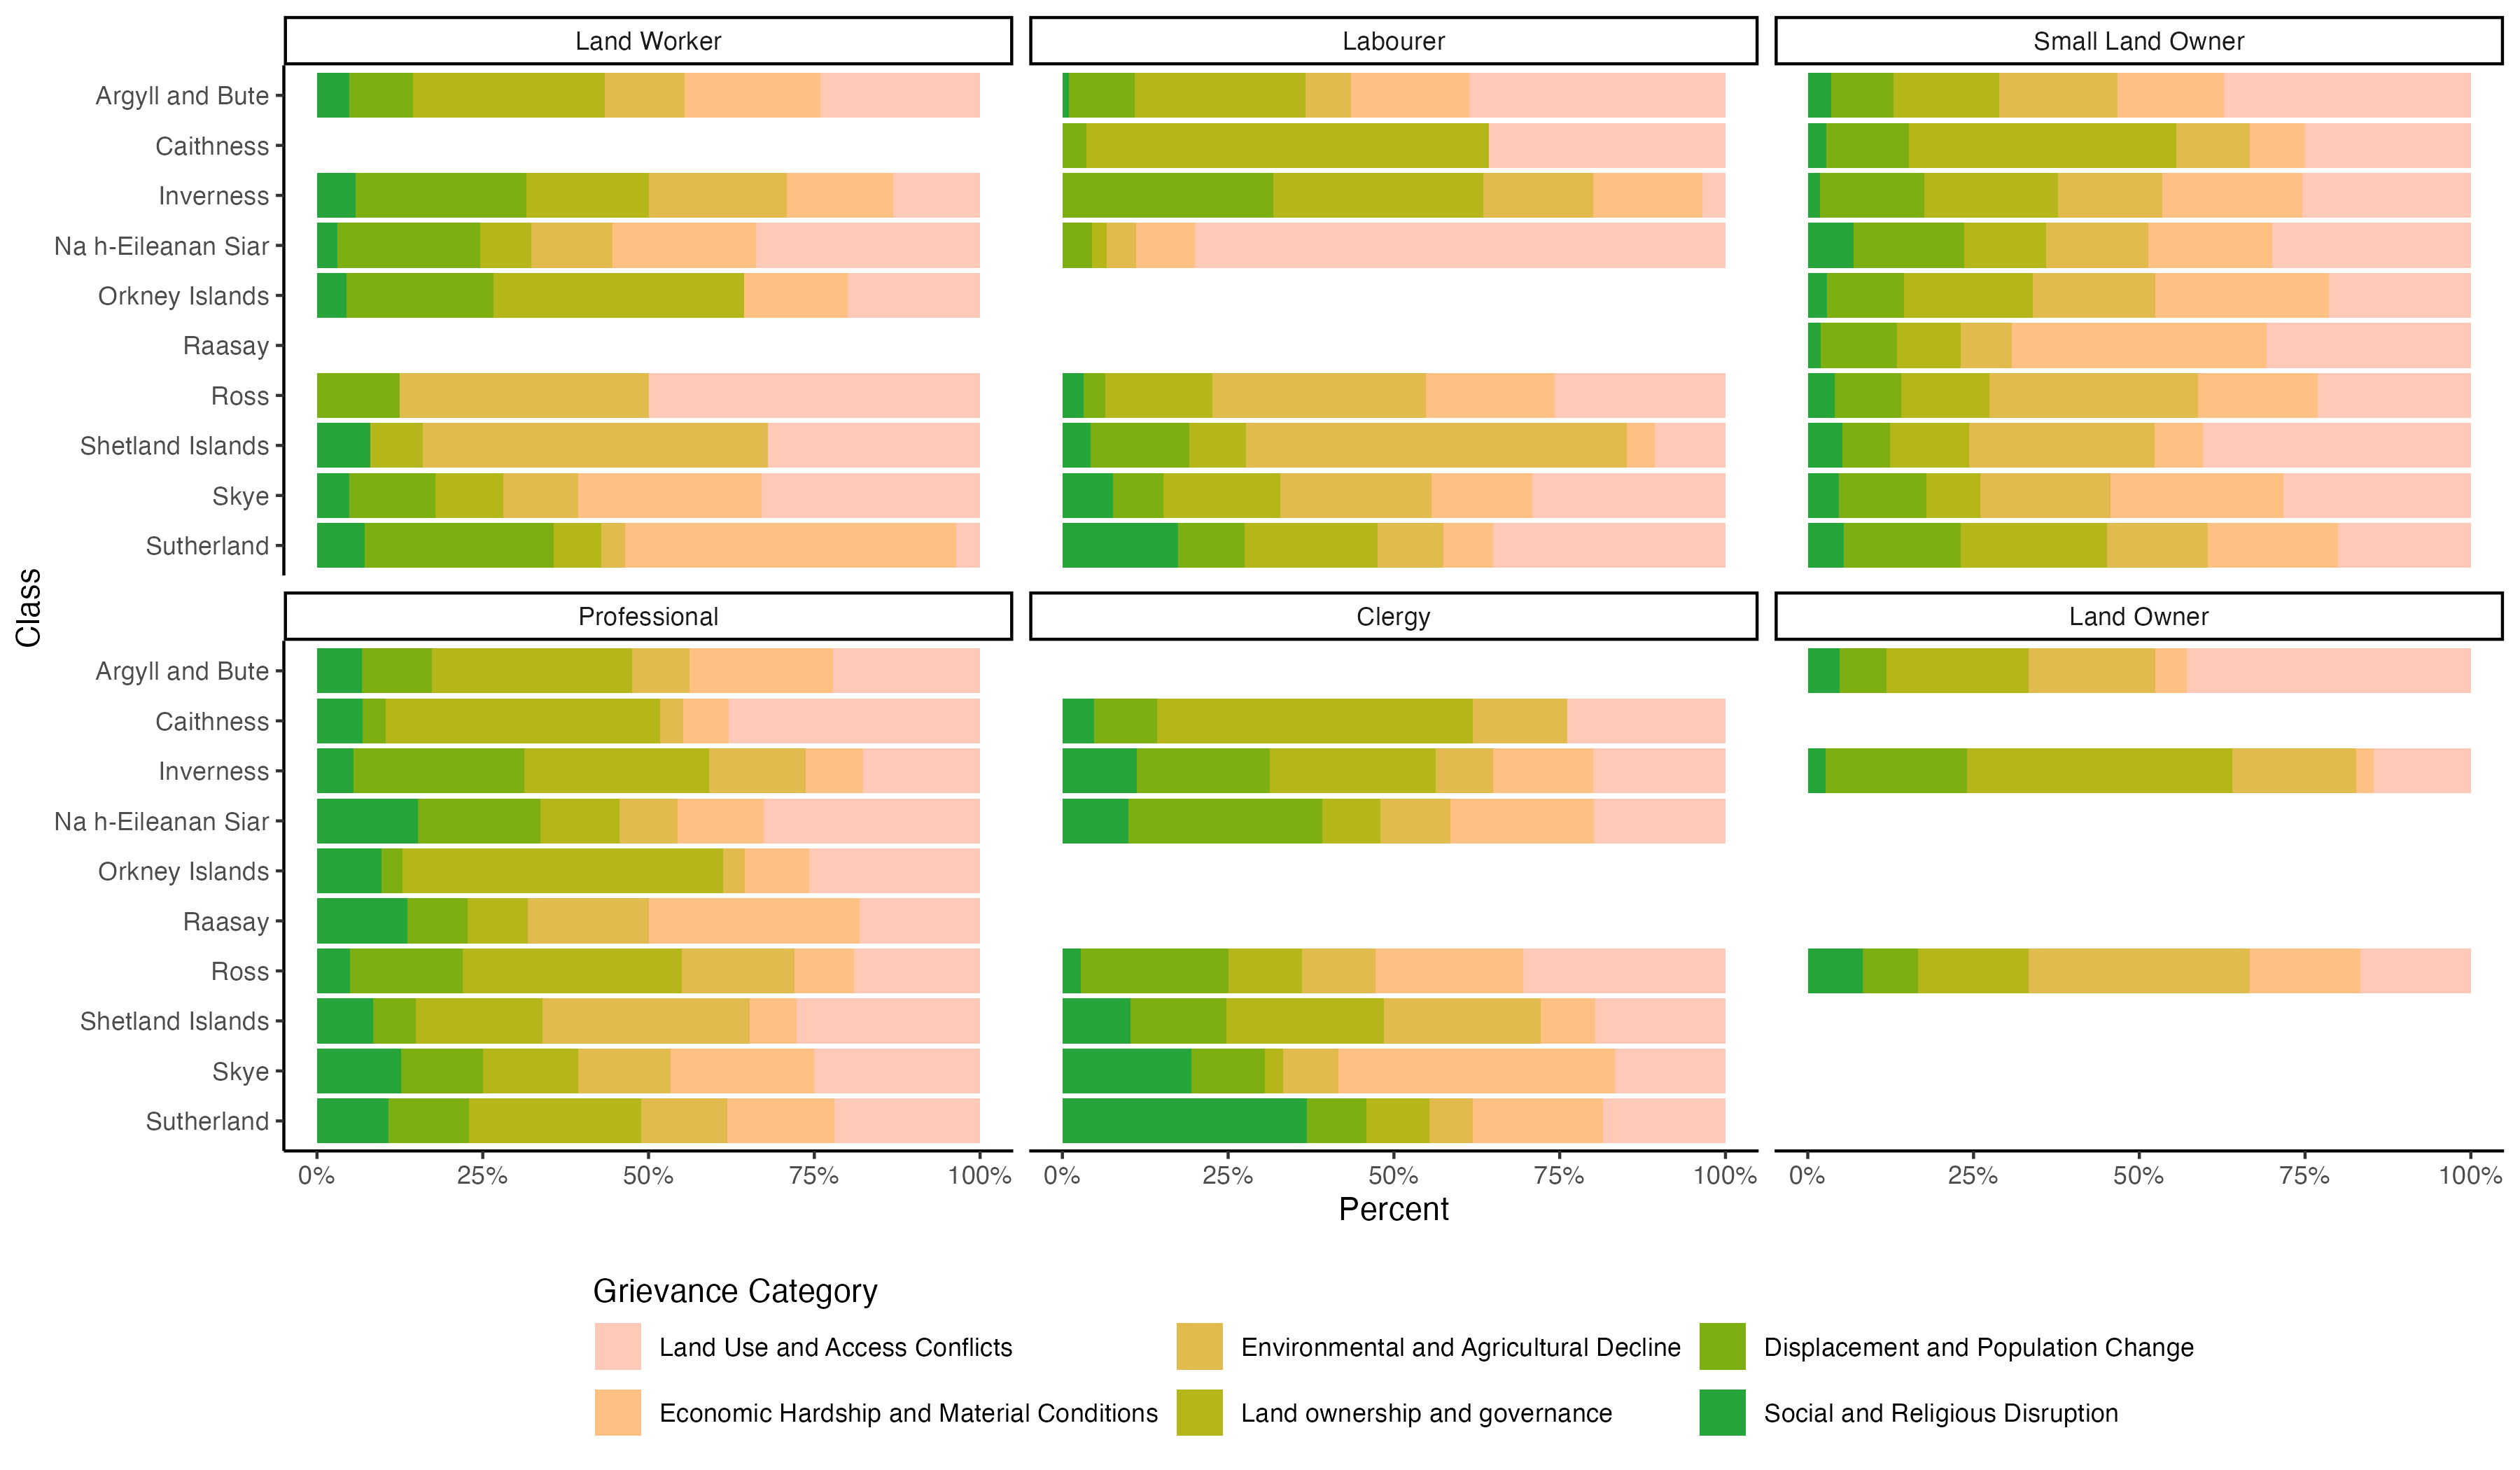 Land Worker
Labourer
Small Land Owner
Argyll and Bute
Caithness
Inverness
Na h-Eileanan Siar
Orkney Islands
Raasay
Ross
Shetland Islands
Skye
Sutherland
Class
Professional
Clergy
Land Owner
Argyll and Bute
Caithness
Inverness
Na h-Eileanan Siar
Orkney Islands
Raasay
Ross
Shetland Islands
Skye
Sutherland
0% 25% 50% 75% 100%
0% 25% 50% 75% 100%
0% 25% 50% 75% 100%
Percent
Grievance Category
Land Use and Access Conflicts
Environmental and Agricultural Decline
Displacement and Population Change
Economic Hardship and Material Conditions
Land ownership and governance
Social and Religious Disruption